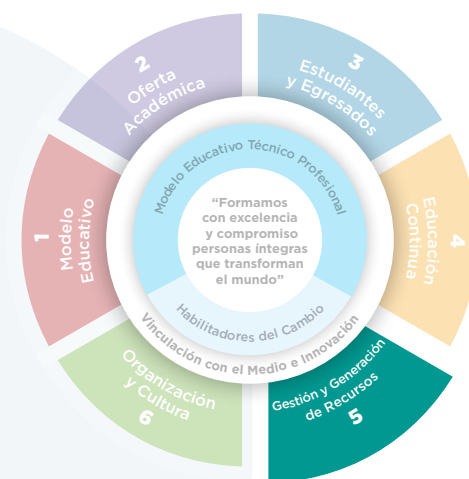 1
Modelo
Educativo
2
Oferta
Académica
3
Estudiantes
y Egresados
4
Educación
Continua
Gestión y Generación
de Recursos
5
Organización
y Cultura
6
Modelo Educativo Técnico Profesional
“Formamos
con excelencia
y compromiso
personas íntegras
que transforman
el mundo”
Habilitadores del Cambio
Vinculación con el Medio e Innovación